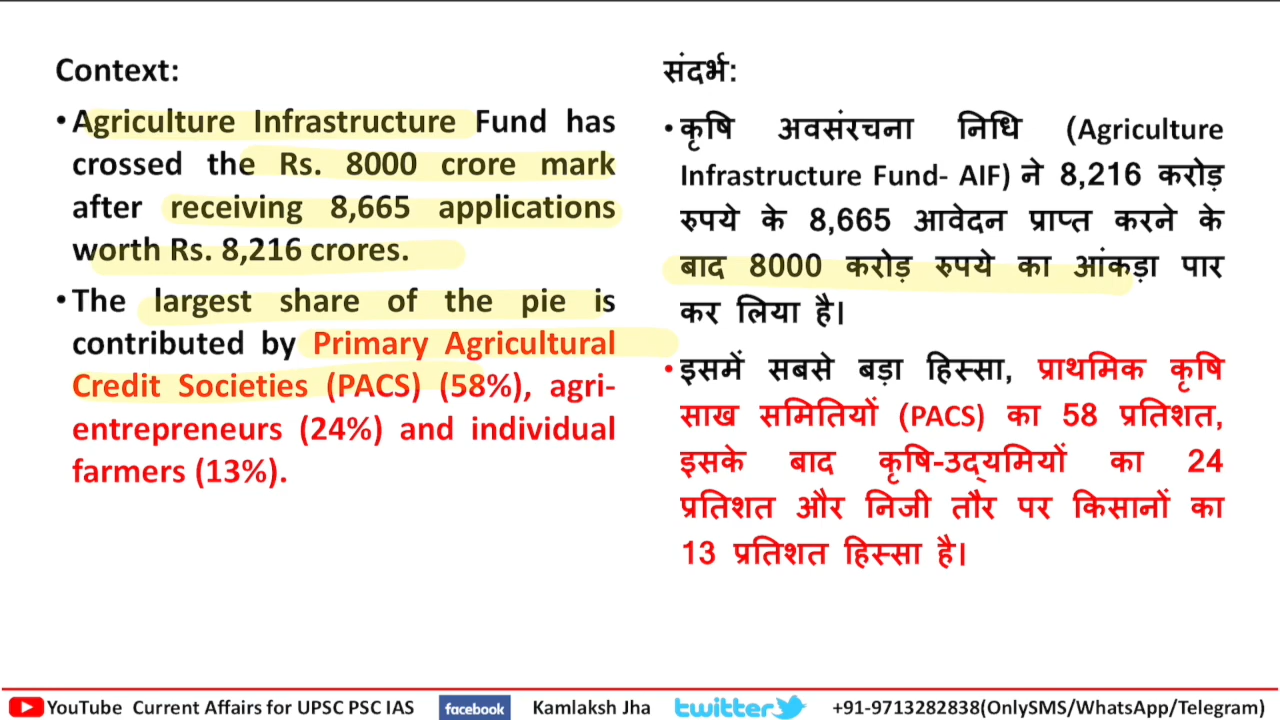 Context:
•Agriculture Infrastructure Fund has
crossed the Rs. 8000 crore mark
after receiving 8,665 applications
worth Rs. 8,216 crores.
•The largest share of the pie is
contributed by Primary Agricultural
Credit Societies (PACS) (58%), agri-
entrepreneurs (24%) and individual
farmers (13%).
संदर्भ:
•कृषि अवसंरचना निधि (Agriculture
Infrastructure Fund- AIF) ने 8,216 करोड़
रुपये के 8,665 आवेदन प्राप्त करने के
बाद 8000 करोड़ रुपये का आंकड़ा पार
कर लिया है।
•इसमें सबसे बड़ा हिस्सा, प्राथमिक कृषि
साख समितियों (PACS) का 58 प्रतिशत,
इसके बाद कृषि-उद्यमियों का 24
प्रतिशत और निजी तौर पर किसानों का
13 प्रतिशत हिस्सा है।
YouTube Current Affairs for UPSC PSC IAS facebook Kamlaksh Jha twitter +91-9713282838(OnlySMS/WhatsApp/Telegram)